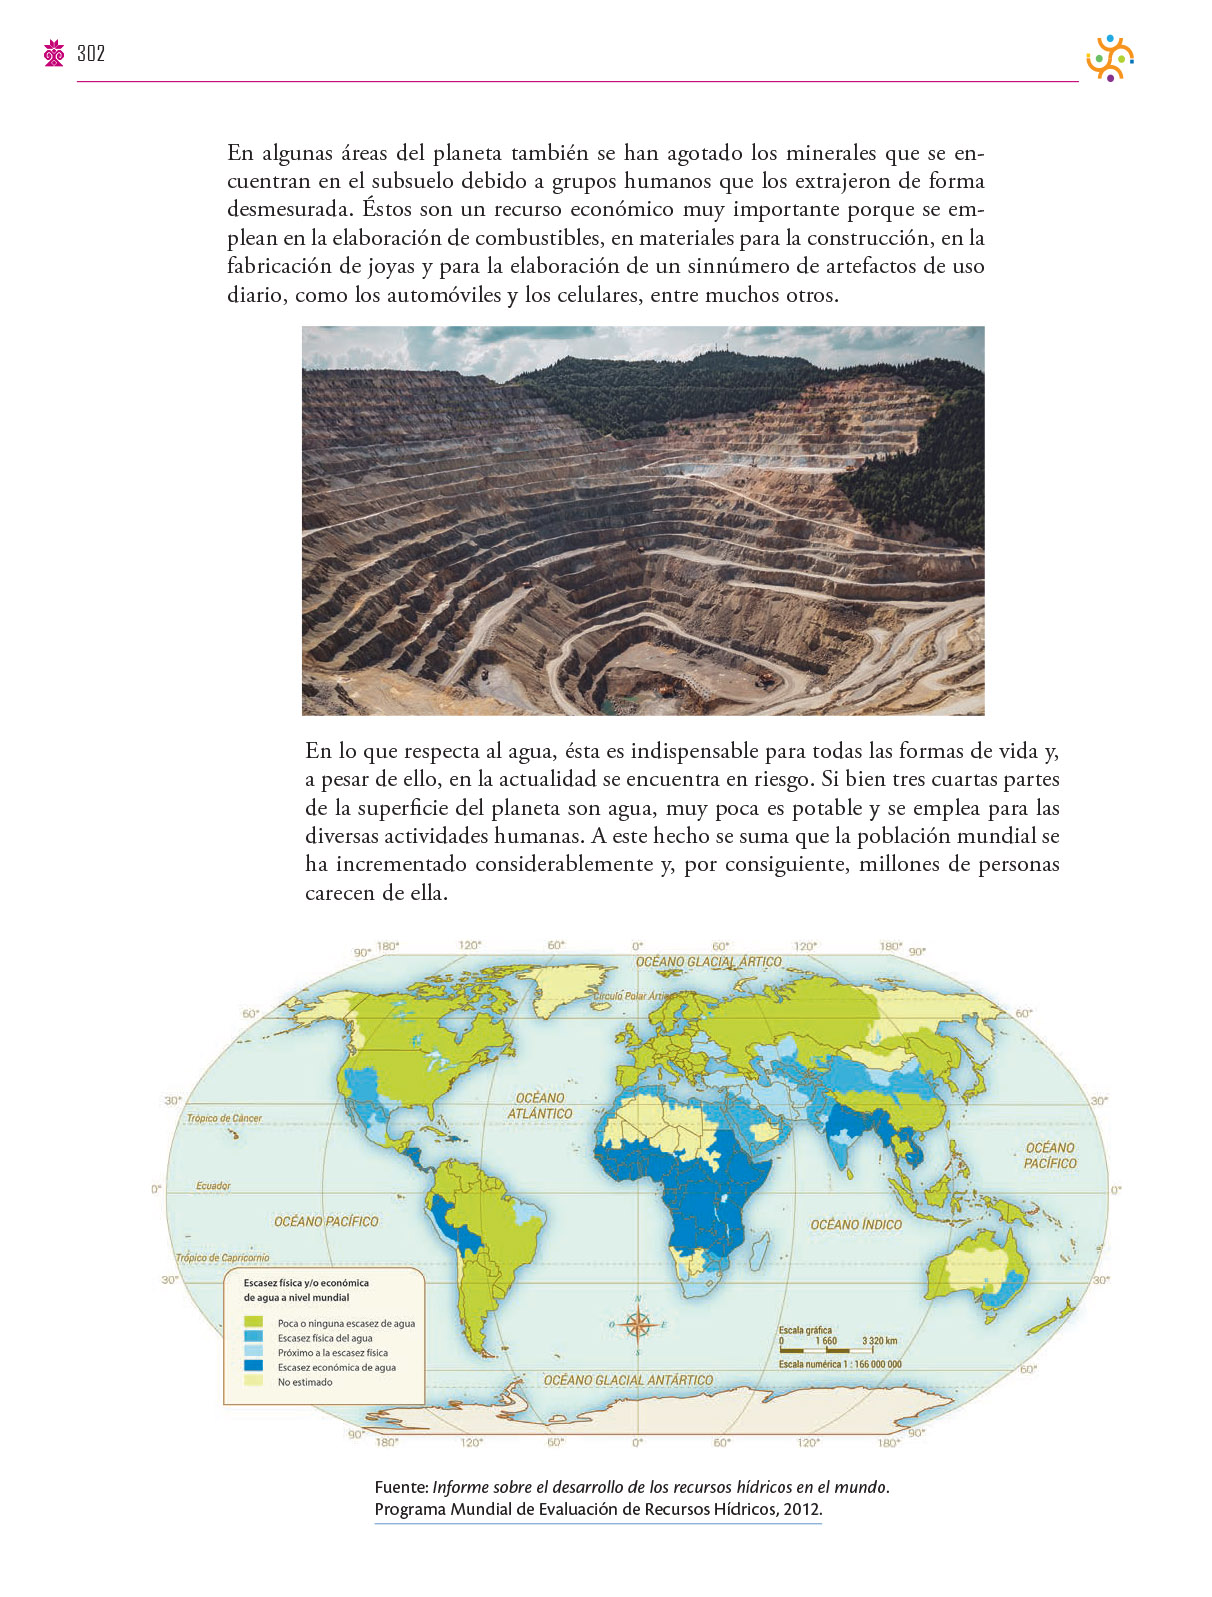 302
En algunas áreas del planeta también se han agotado los minerales que se en-
cuentran en el subsuelo debido a grupos humanos que los extrajeron de forma
desmesurada. Éstos son un recurso económico muy importante porque se em-
plean en la elaboración de combustibles, en materiales para la construcción, en la
fabricación de joyas y para la elaboración de un sinnúmero de artefactos de uso
diario, como los automóviles y los celulares, entre muchos otros.
En lo que respecta al agua, ésta es indispensable para todas las formas de vida y,
a pesar de ello, en la actualidad se encuentra en riesgo. Si bien tres cuartas partes
de la superficie del planeta son agua, muy poca es potable y se emplea para las
diversas actividades humanas. A este hecho se suma que la población mundial se
ha incrementado considerablemente y, por consiguiente, millones de personas
carecen de ella.
90° 180° 120° 60° 0° 60° 120° 180° 90°
OCÉANO GLACIAL ÁRTICO
Círculo Polar Ártico
60° 60°
30° 30°
OCÉANO
ATLÁNTICO
Trópico de Cáncer
OCÉANO
PACÍFICO
0° Ecuador 0°
OCÉANO PACÍFICO
OCÉANO ÍNDICO
Trópico de Capricornio
30° 30°
Escasez física y/o económica
de agua a nivel mundial
Poca o ninguna escasez de agua
Escasez física del agua
Próximo a la escasez física
Escasez económica de agua
No estimado
N
O E
S
Escala gráfica
0 1 660 3 320 km
Escala numérica 1 : 166 000 000
60°
OCÉANO GLACIAL ANTÁRTICO
90° 180° 120° 60° 0° 60° 120° 180° 90°
Fuente: Informe sobre el desarrollo de los recursos hídricos en el mundo.
Programa Mundial de Evaluación de Recursos Hídricos, 2012.